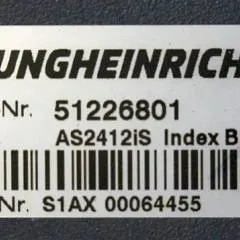 UNGHEINRICH
-Nr. 51226801
AS2412iS Index B
Nr. S1AX 00064455